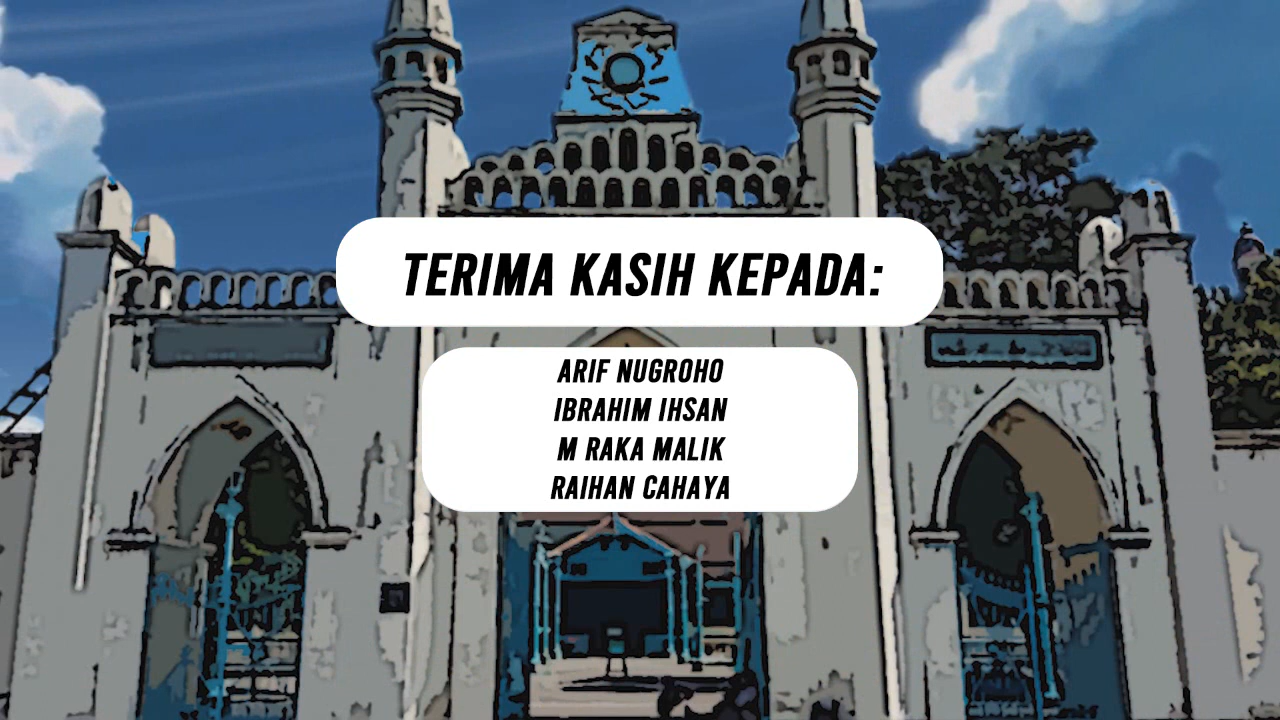 TERIMA KASIH KEPADA:
ARIF NUGROHO
IBRAHIM IHSAN
M RAKA MALIK
RAIHAN CAHAYA